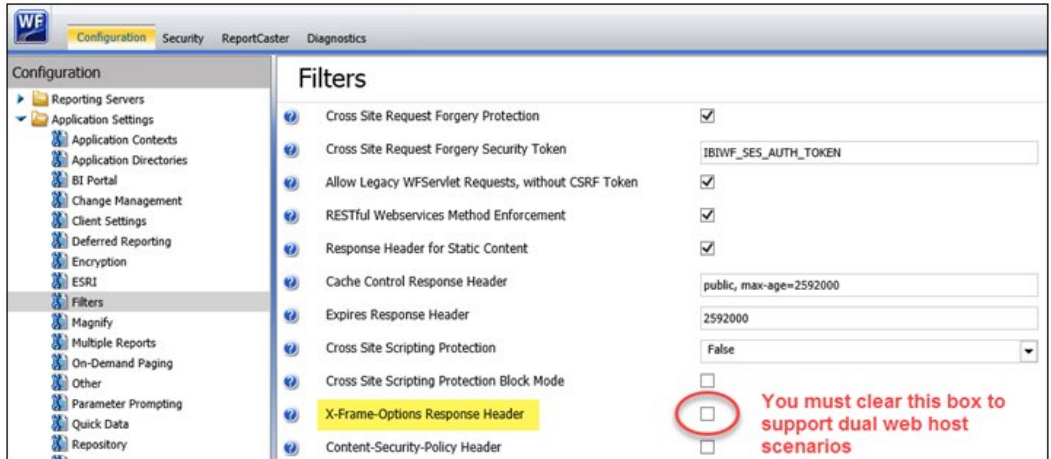 WF
Configuration Security ReportCaster Diagnostics
Configuration
Reporting Servers
Application Settings
Application Contexts
Application Directories
BI Portal
Change Management
Client Settings
Deferred Reporting
Encryption
ESRI
Filters
Magnify
Multiple Reports
On-Demand Paging
Other
Parameter Prompting
Quick Data
Repository
Filters
Cross Site Request Forgery Protection
Cross Site Request Forgery Security Token IBIWF_SES_AUTH_TOKEN
Allow Legacy WFServlet Requests, without CSRF Token
RESTful Webservices Method Enforcement
Response Header for Static Content
Cache Control Response Header public, max-age=2592000
Expires Response Header 2592000
Cross Site Scripting Protection False
Cross Site Scripting Protection Block Mode
X-Frame-Options Response Header
Content-Security-Policy Header
You must clear this box to
support dual web host
scenarios